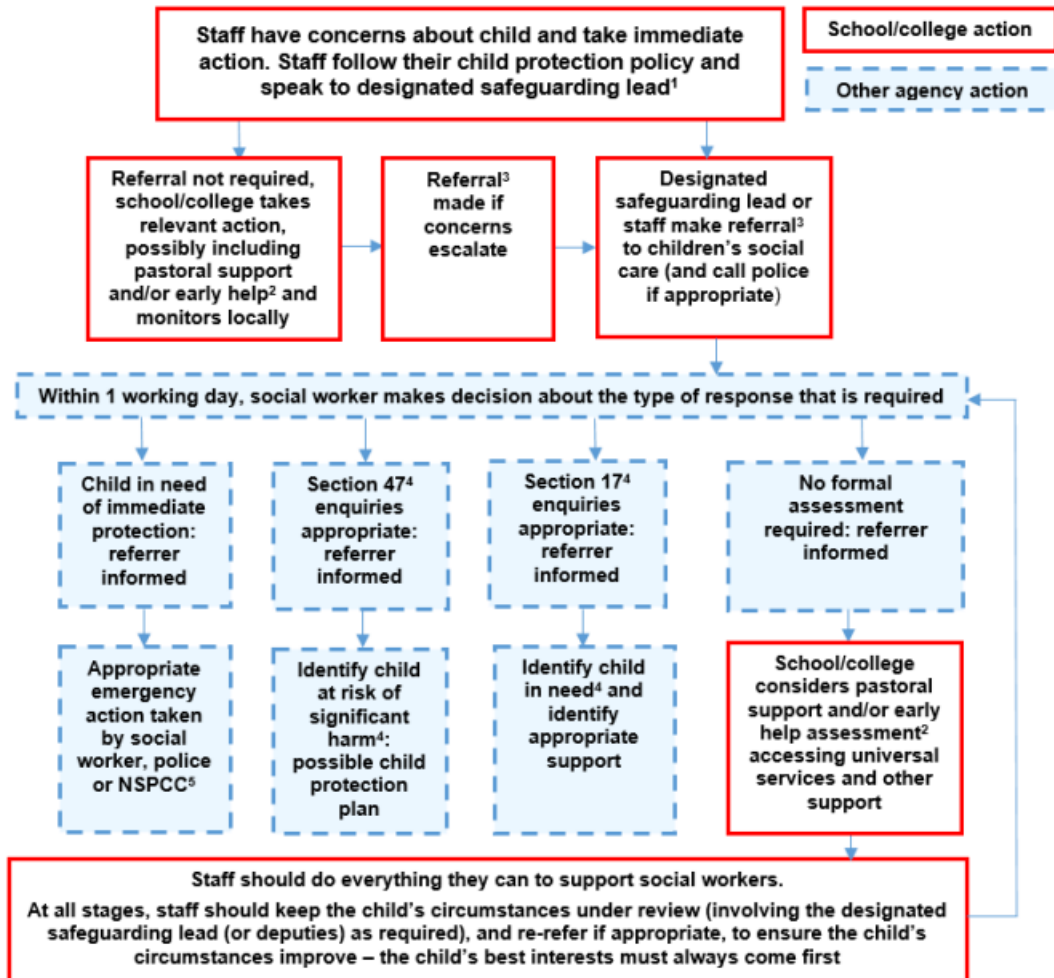 Staff have concerns about child and take immediate
action. Staff follow their child protection policy and
speak to designated safeguarding lead¹
School/college action
Other agency action
Referral not required,
school/college takes
relevant action,
possibly including
pastoral support
and/or early help² and
monitors locally
Referral³
made if
concerns
escalate
Designated
safeguarding lead or
staff make referral³
to children’s social
care (and call police
if appropriate)
Within 1 working day, social worker makes decision about the type of response that is required
Child in need
of immediate
protection:
referrer
informed
Section 47⁴
enquiries
appropriate:
referrer
informed
Section 17⁴
enquiries
appropriate:
referrer
informed
No formal
assessment
required: referrer
informed
Appropriate
emergency
action taken
by social
worker, police
or NSPCC⁵
Identify child
at risk of
significant
harm⁴:
possible child
protection
plan
Identify child
in need⁴ and
identify
appropriate
support
School/college
considers pastoral
support and/or early
help assessment²
accessing universal
services and other
support
Staff should do everything they can to support social workers.
At all stages, staff should keep the child’s circumstances under review (involving the designated
safeguarding lead (or deputies) as required), and re-refer if appropriate, to ensure the child’s
circumstances improve – the child’s best interests must always come first